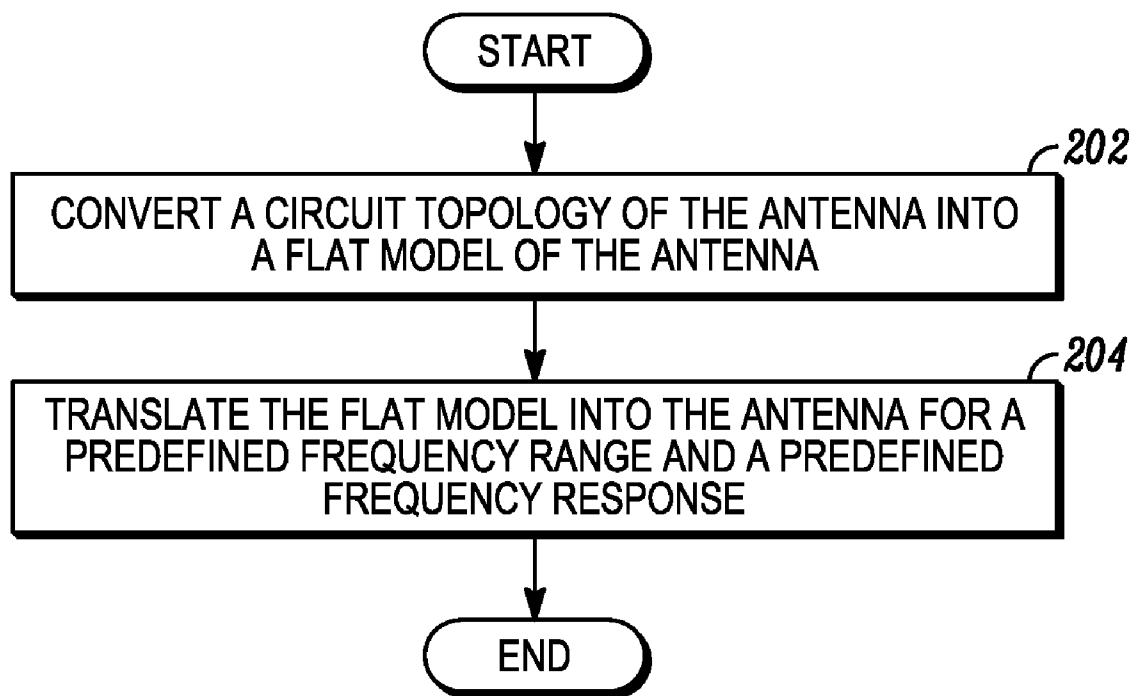 START
202
CONVERT A CIRCUIT TOPOLOGY OF THE ANTENNA INTO
A FLAT MODEL OF THE ANTENNA
204
TRANSLATE THE FLAT MODEL INTO THE ANTENNA FOR A
PREDEFINED FREQUENCY RANGE AND A PREDEFINED
FREQUENCY RESPONSE
END